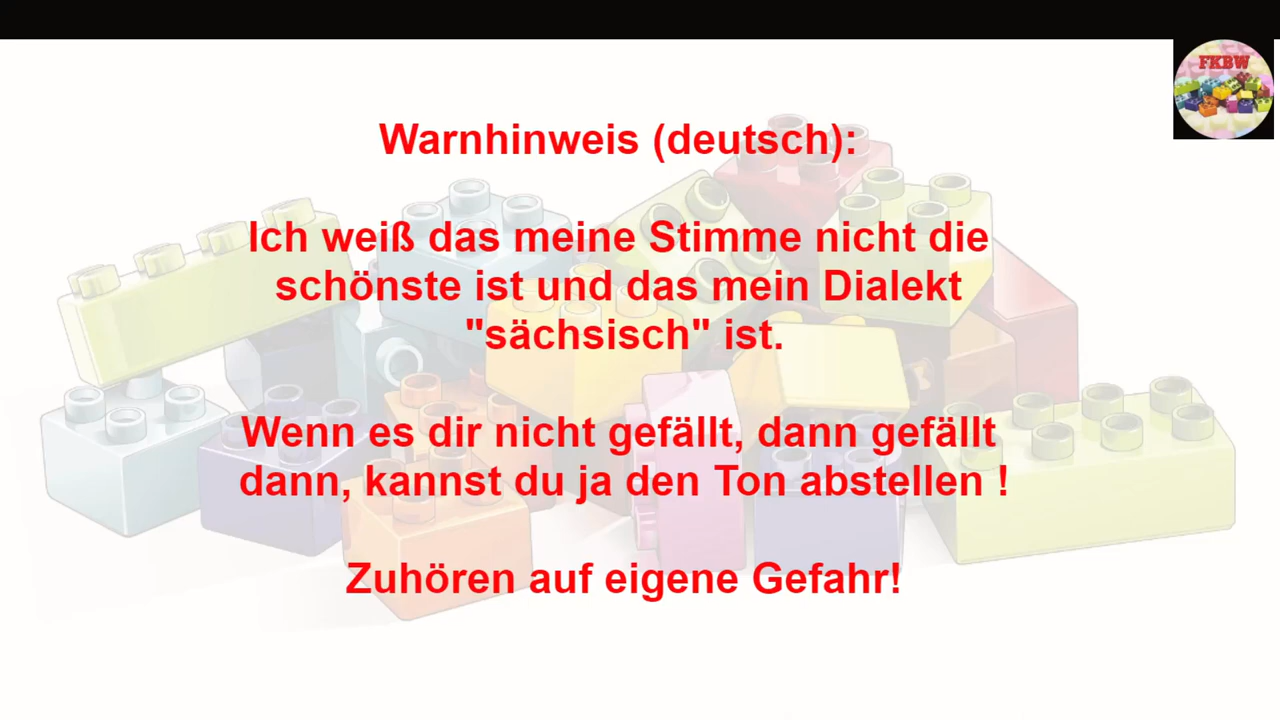 FKBW
Warnhinweis (deutsch):
Ich weiß das meine Stimme nicht die
schönste ist und das mein Dialekt
"sächsisch" ist.
Wenn es dir nicht gefällt, dann gefällt
dann, kannst du ja den Ton abstellen !
Zuhören auf eigene Gefahr!